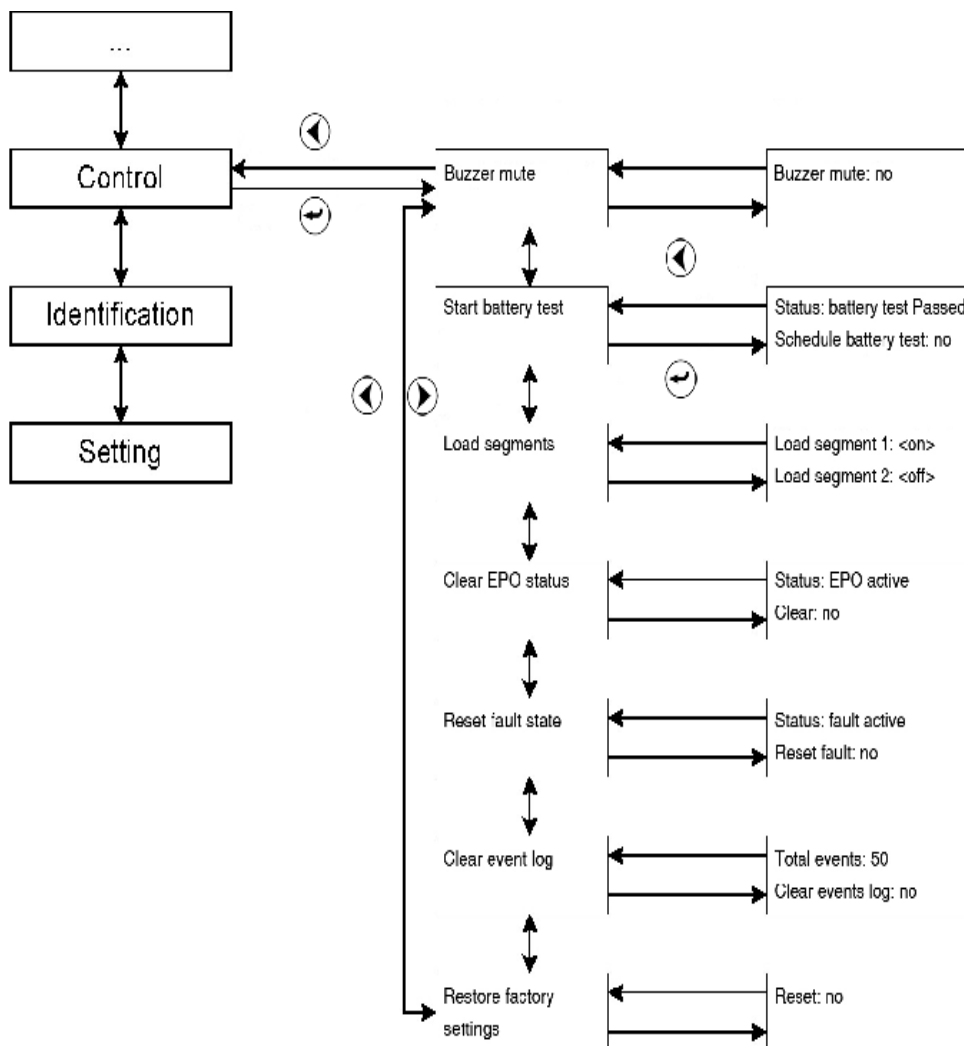 ...
Control
Buzzer mute
Buzzer mute: no
Identification
Start battery test
Status: battery test Passed
Schedule battery test: no
Setting
Load segments
Load segment 1: <on>
Load segment 2: <off>
Clear EPO status
Status: EPO active
Clear: no
Reset fault state
Status: fault active
Reset fault: no
Clear event log
Total events: 50
Clear events log: no
Restore factory
settings
Reset: no